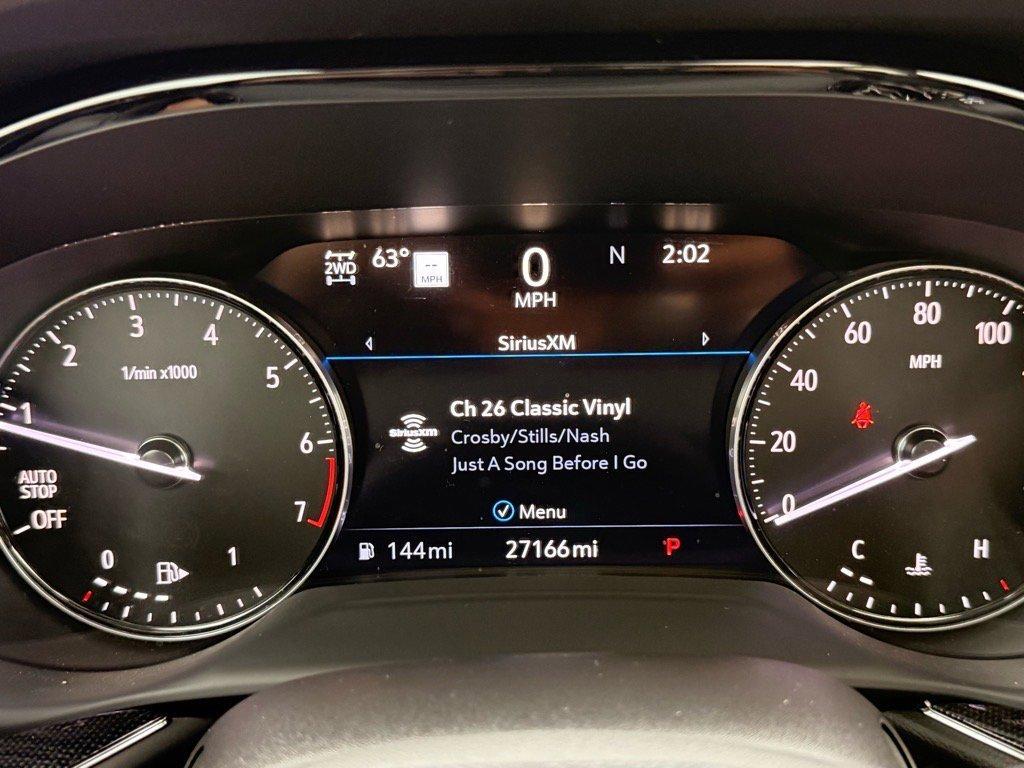 2WD 63° -- MPH 0 MPH N 2:02
SiriusXM
Ch 26 Classic Vinyl
SiriusXM
Crosby/Stills/Nash
Just A Song Before I Go
Menu
144mi 27166mi P
1 2 3 4 5 6 7
1/min x1000
AUTO
STOP
OFF
0 1
0 20 40 60 80 100
MPH
C H